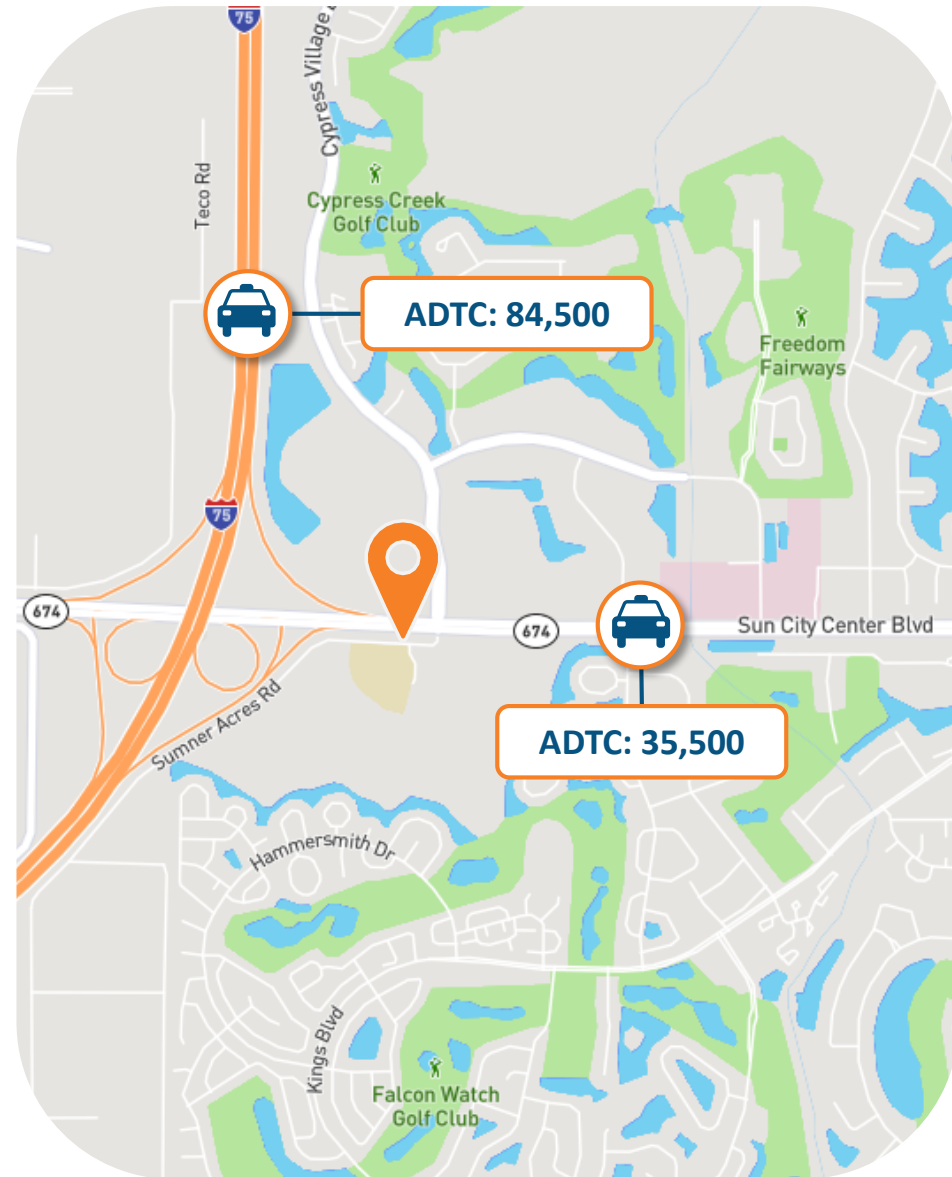 75
Cypress Village
Teco Rd
Cypress Creek
Golf Club
ADTC: 84,500
Freedom
Fairways
75
674
674
Sun City Center Blvd
Sumner Acres Rd
ADTC: 35,500
Hammersmith Dr
Kings Blvd
Falcon Watch
Golf Club